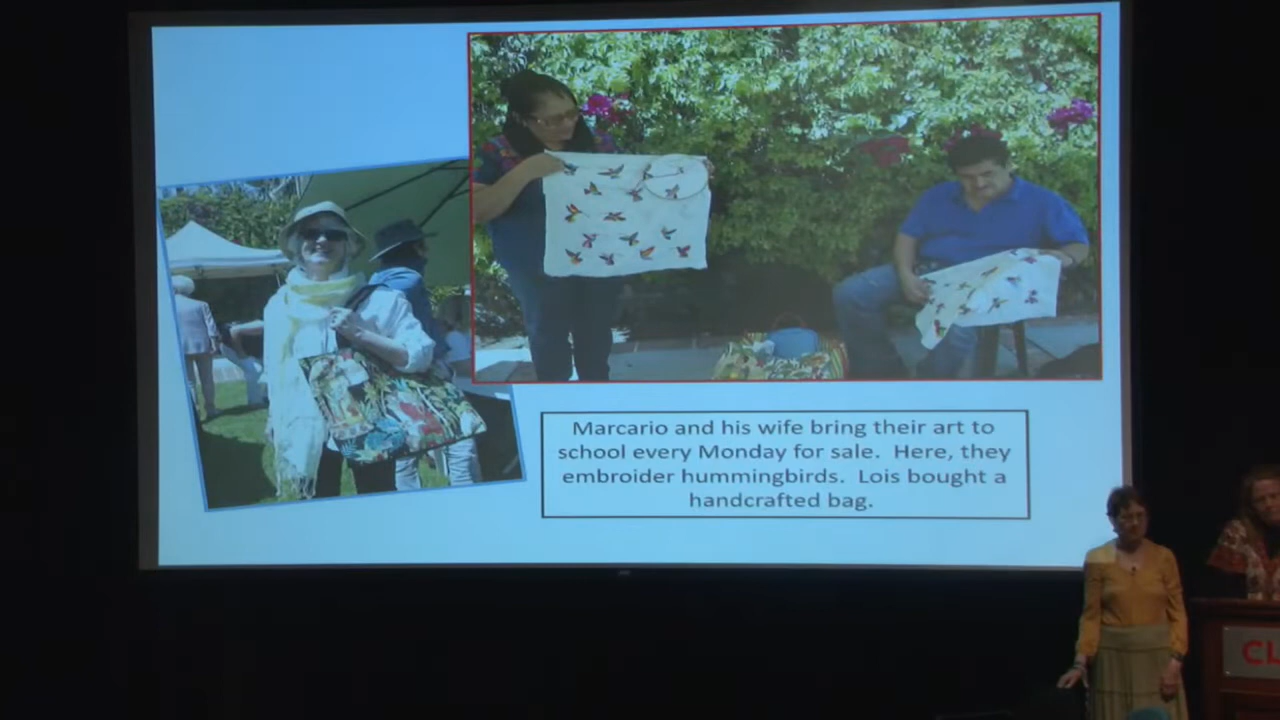 Marcario and his wife bring their art to
school every Monday for sale. Here, they
embroider hummingbirds. Lois bought a
handcrafted bag.
CL